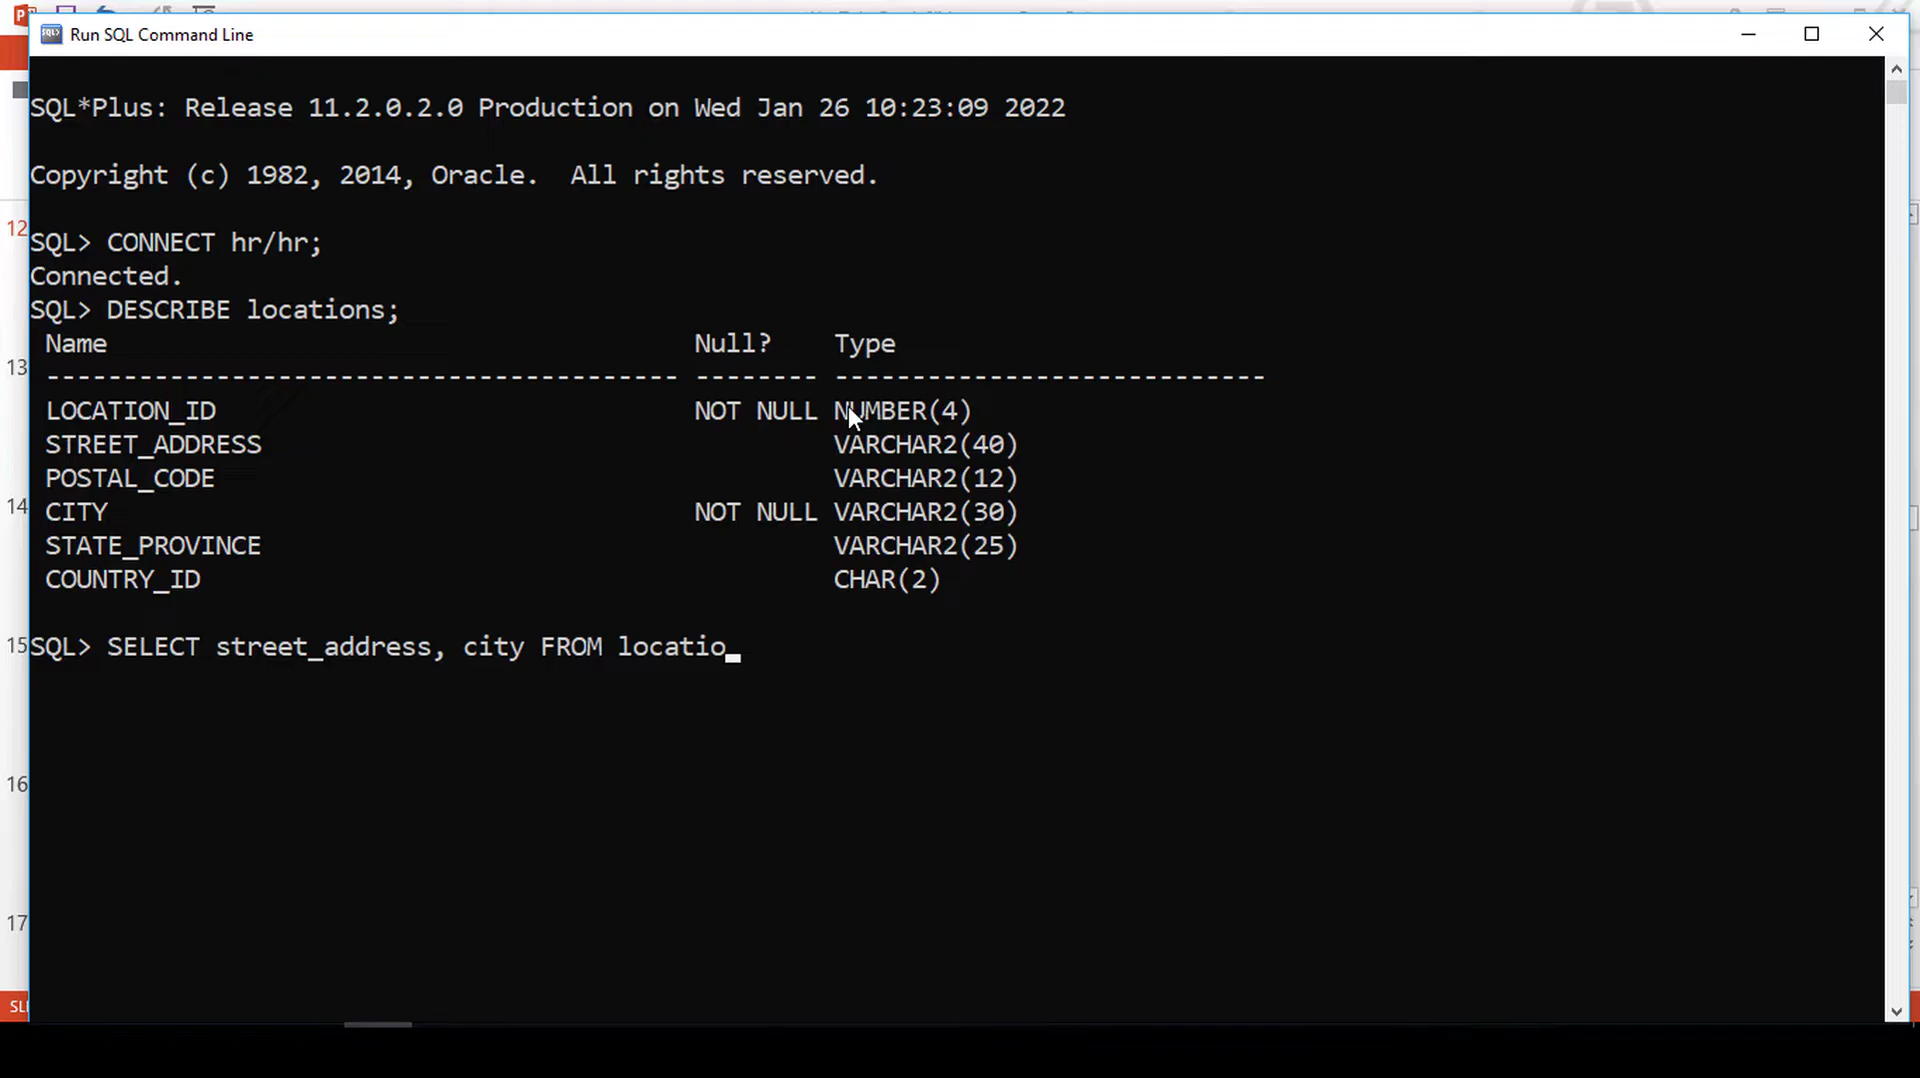 Run SQL Command Line
SQL*Plus: Release 11.2.0.2.0 Production on Wed Jan 26 10:23:09 2022
Copyright (c) 1982, 2014, Oracle.  All rights reserved.
12
SQL> CONNECT hr/hr;
Connected.
SQL> DESCRIBE locations;
Name Null? Type
13
----------------------------------------- -------- ----------------------------
LOCATION_ID NOT NULL NUMBER(4)
STREET_ADDRESS VARCHAR2(40)
POSTAL_CODE VARCHAR2(12)
14
CITY NOT NULL VARCHAR2(30)
STATE_PROVINCE VARCHAR2(25)
COUNTRY_ID CHAR(2)
15
SQL> SELECT street_address, city FROM locatio_
16
17